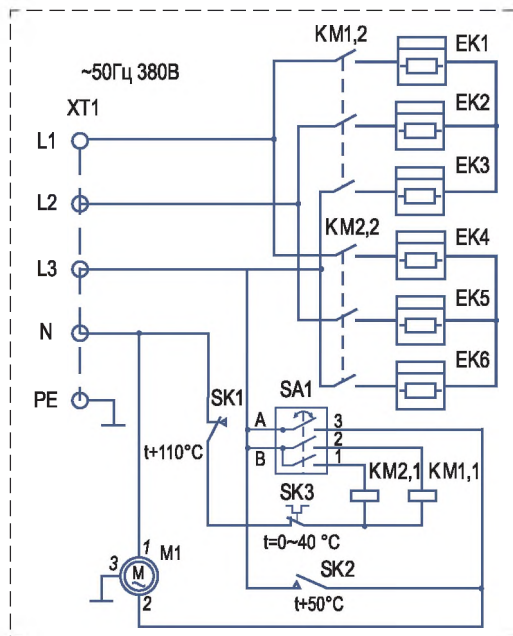 KM1,2
EK1
~50Гц 380В
XT1
EK2
L1
EK3
L2
KM2,2
EK4
L3
EK5
N
SK1
EK6
SA1
PE
A
3
2
B
1
t+110°C
KM2,1
KM1,1
SK3
t=0~40 °C
1
M1
3
M
~
SK2
2
t+50°C